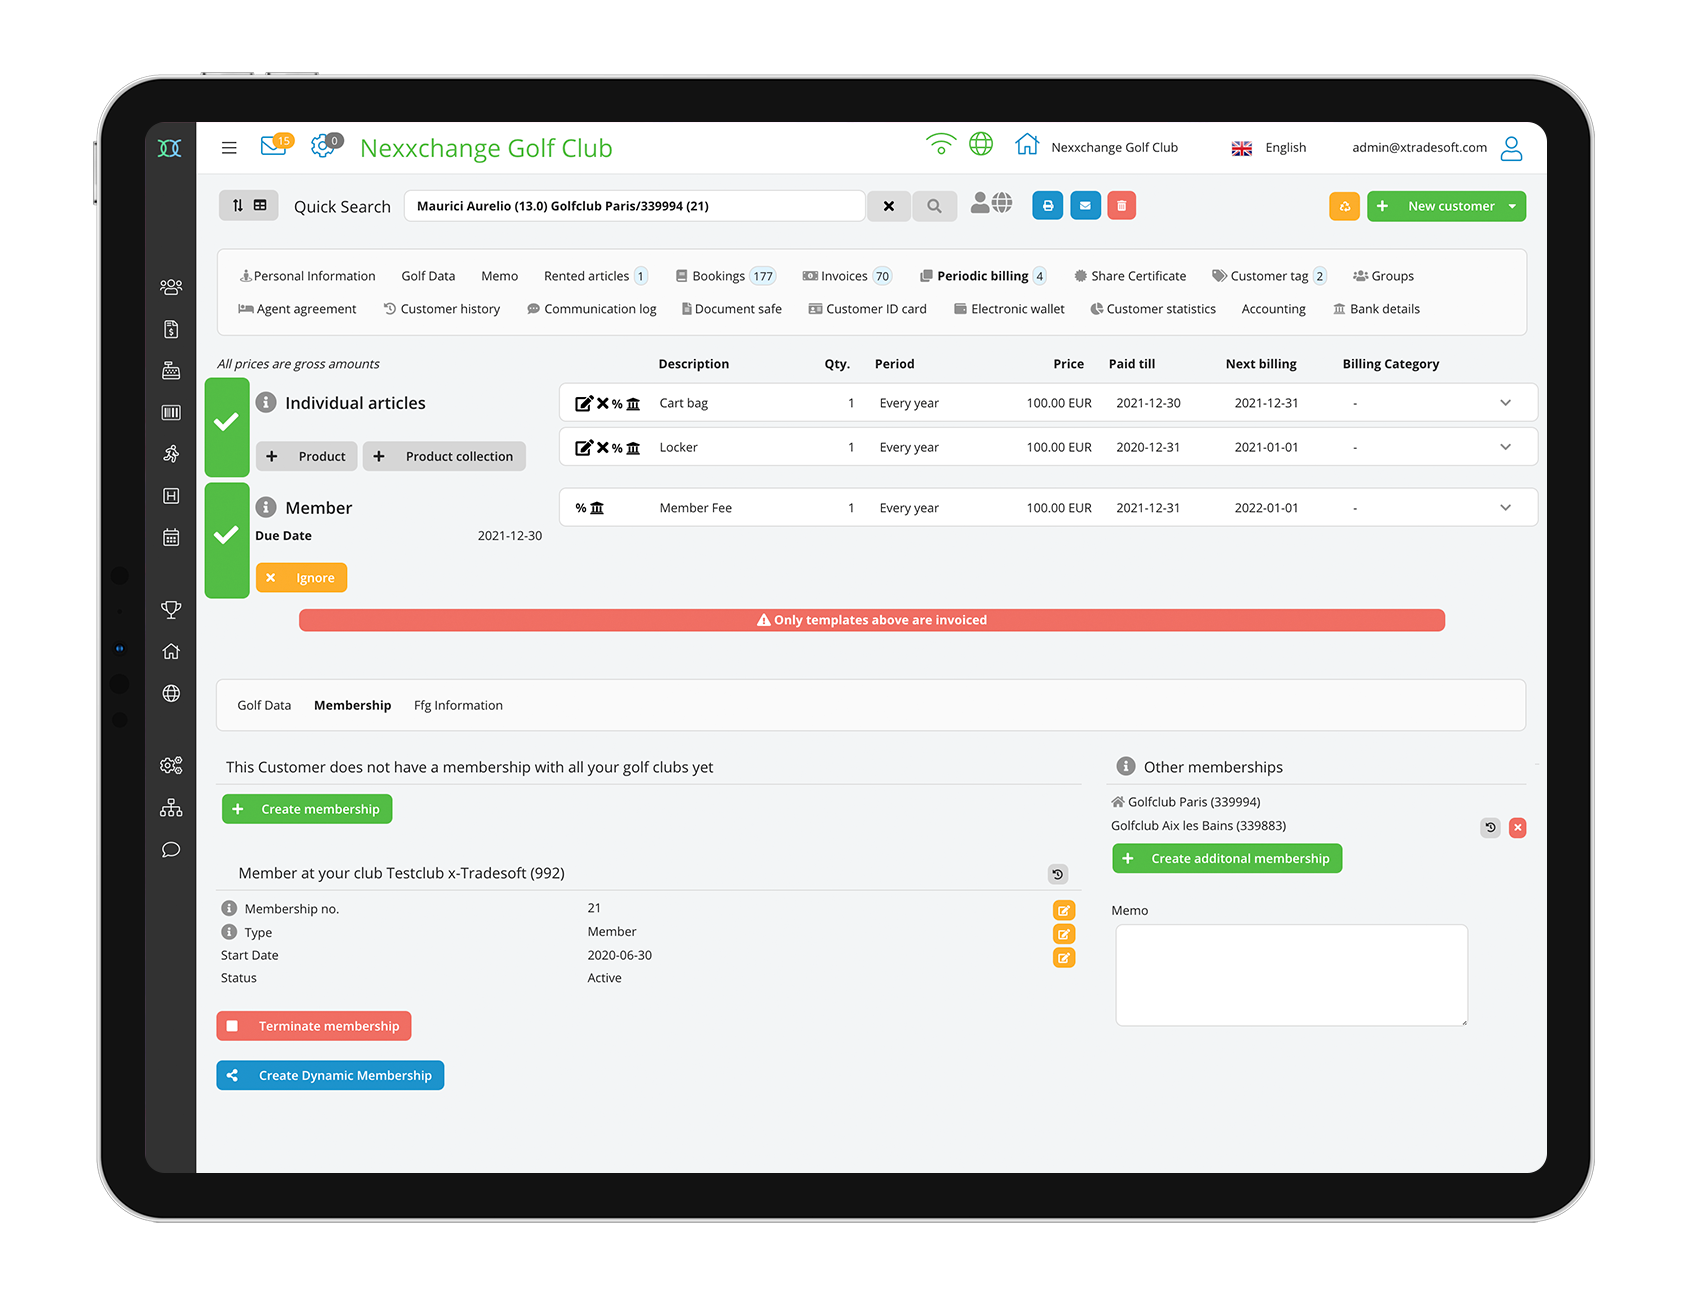 15 0 Nexxchange Golf Club Nexxchange Golf Club English admin@xtradesoft.com
Quick Search Maurici Aurelio (13.0) Golfclub Paris/339994 (21) New customer
Personal Information Golf Data Memo Rented articles 1 Bookings 177 Invoices 70 Periodic billing 4 Share Certificate Customer tag 2 Groups
Agent agreement Customer history Communication log Document safe Customer ID card Electronic wallet Customer statistics Accounting Bank details
All prices are gross amounts Description Qty. Period Price Paid till Next billing Billing Category
Individual articles % Cart bag 1 Every year 100.00 EUR 2021-12-30 2021-12-31 -
+ Product + Product collection % Locker 1 Every year 100.00 EUR 2020-12-31 2021-01-01 -
Member % Member Fee 1 Every year 100.00 EUR 2021-12-31 2022-01-01 -
Due Date 2021-12-30
Ignore
Only templates above are invoiced
Golf Data Membership Ffg Information
This Customer does not have a membership with all your golf clubs yet
+ Create membership
Member at your club Testclub x-Tradesoft (992)
Membership no. 21
Type Member
Start Date 2020-06-30
Status Active
Terminate membership
Create Dynamic Membership
Other memberships
Golfclub Paris (339994)
Golfclub Aix les Bains (339883)
+ Create additonal membership
Memo